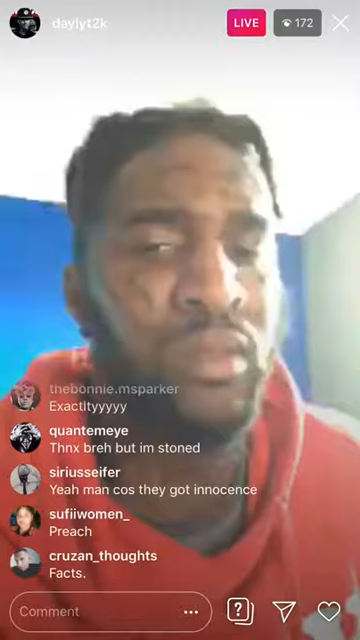 daylyt2k
LIVE
172
thebonnie.msparker
ExactItyyyyy
quantemeye
Thnx breh but im stoned
siriusseifer
Yeah man cos they got innocence
sufiiwomen_
Preach
cruzan_thoughts
Facts.
Comment